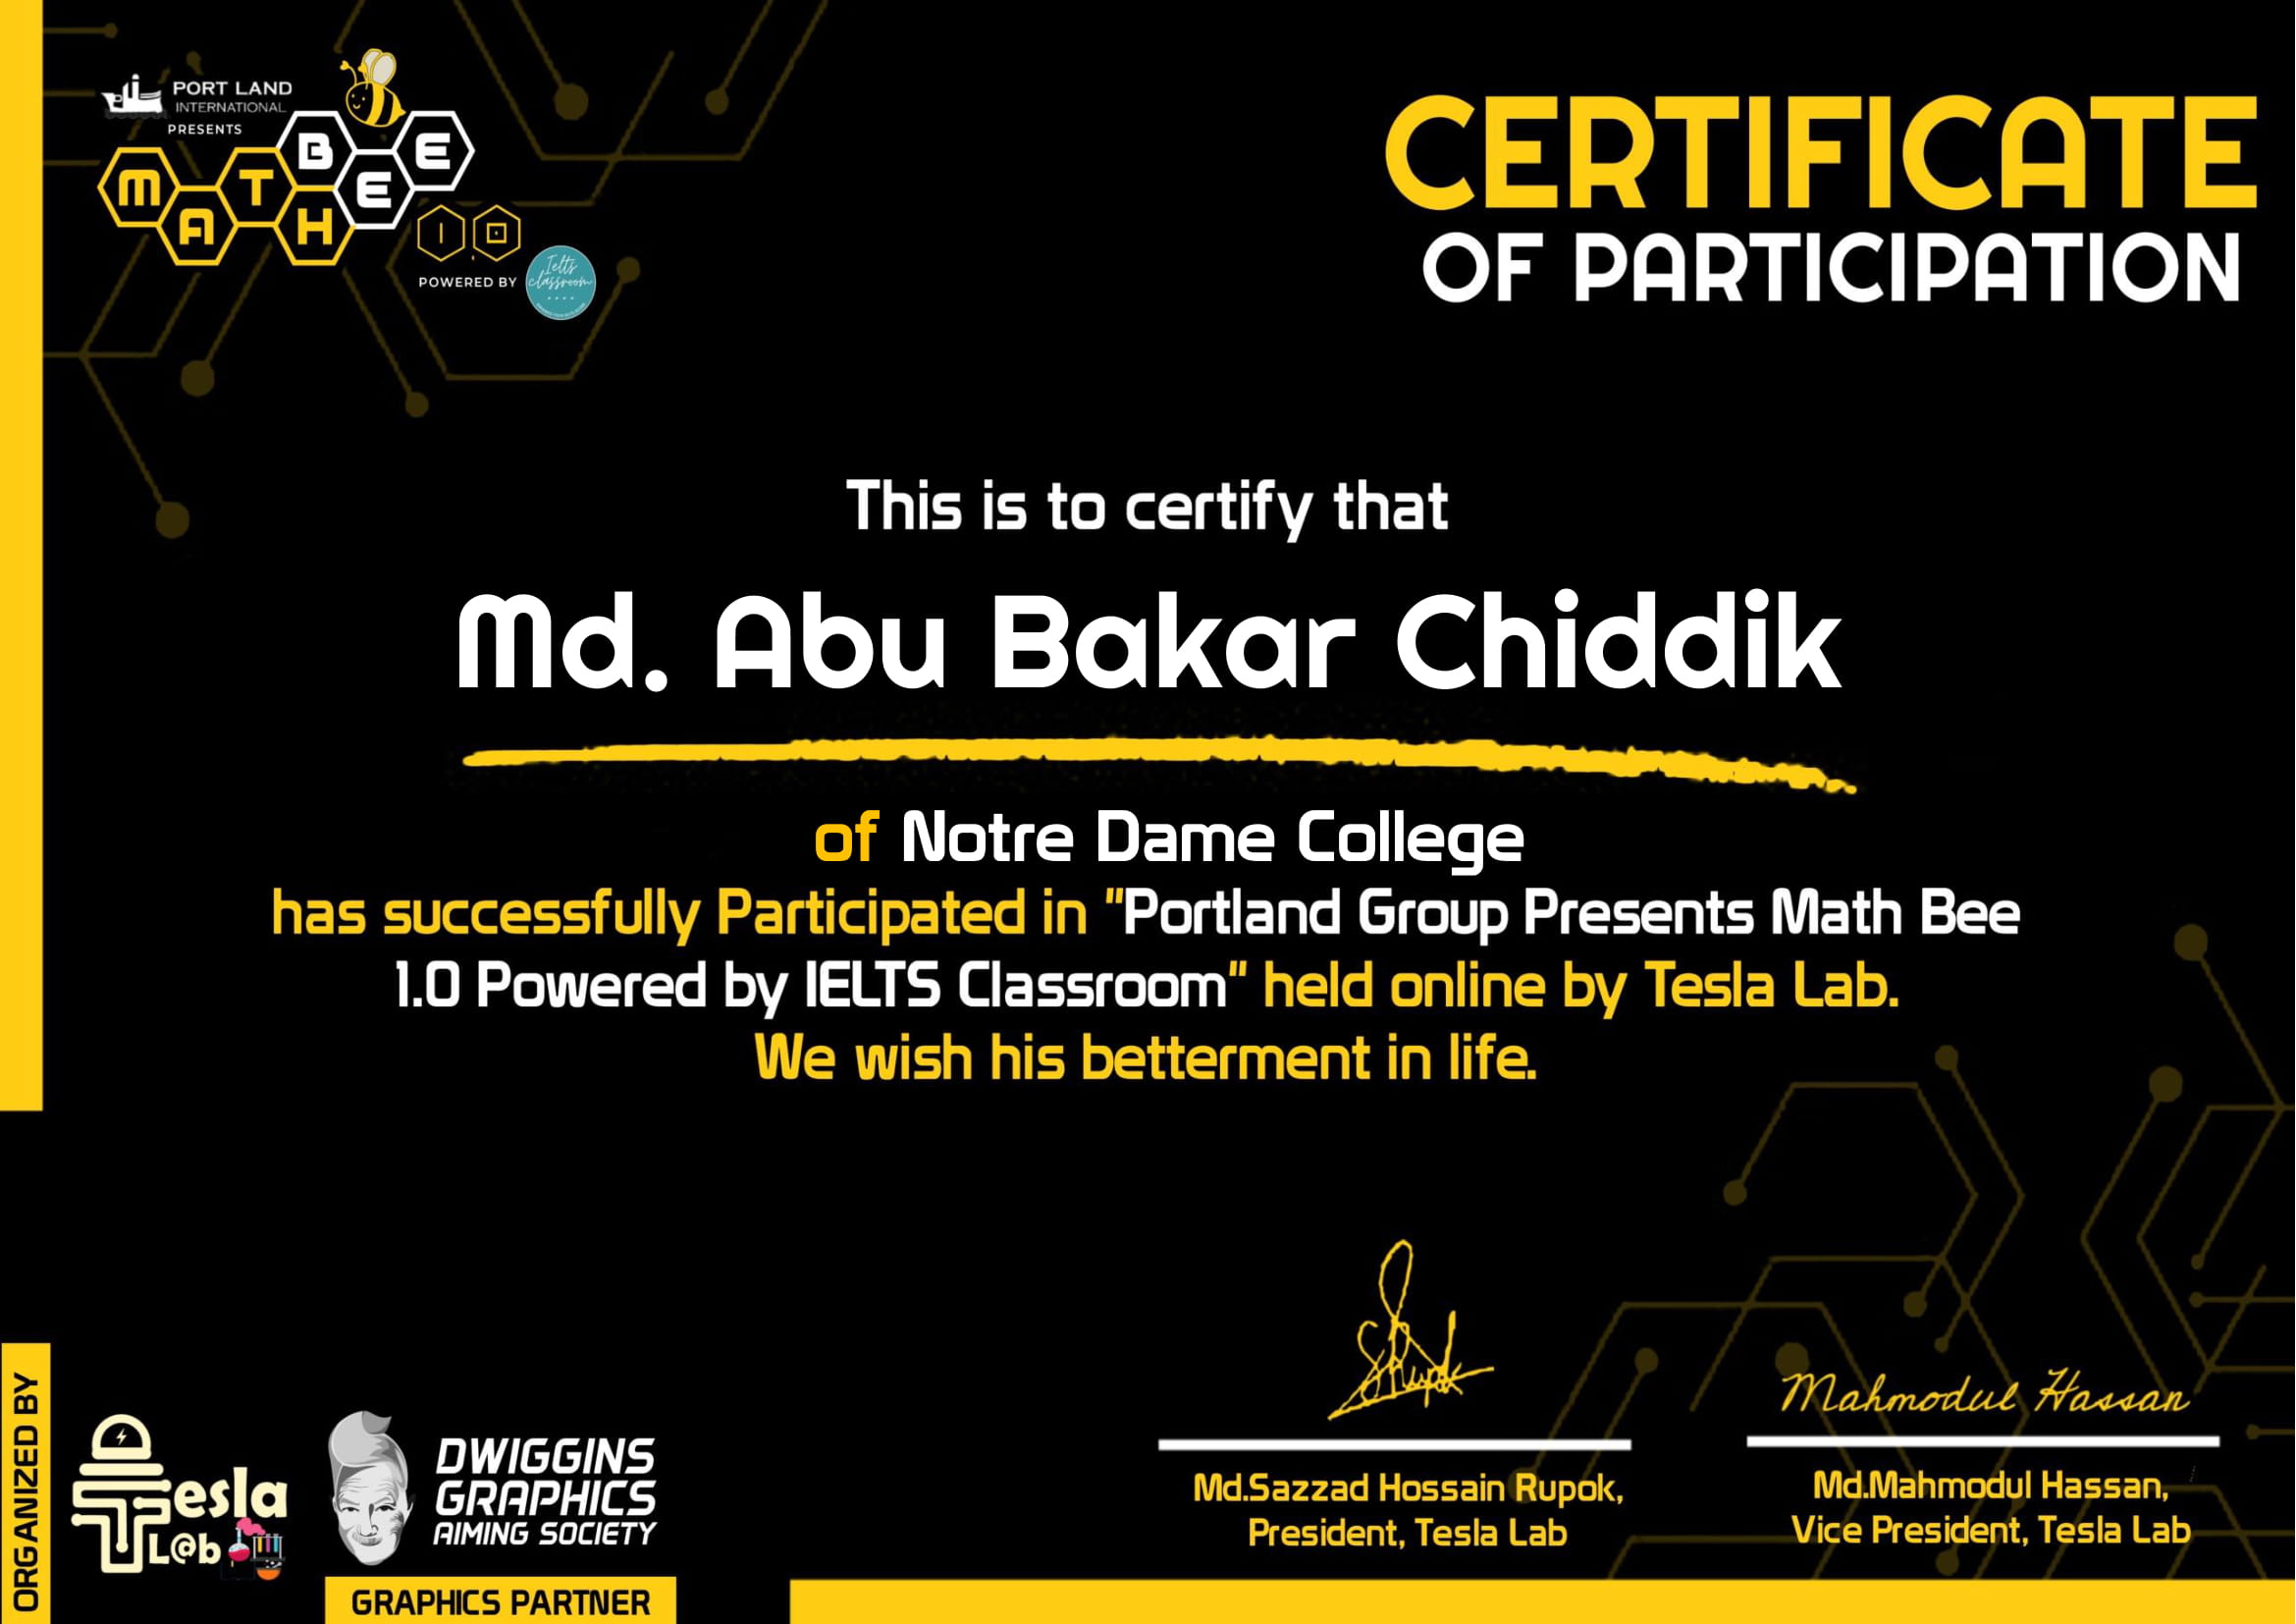 PORT LAND
INTERNATIONAL
PRESENTS
MATH BEE
1.0
POWERED BY
Ielts
classroom
CERTIFICATE
OF PARTICIPATION
This is to certify that
Md. Abu Bakar Chiddik
of Notre Dame College
has successfully Participated in "Portland Group Presents Math Bee
1.0 Powered by IELTS Classroom" held online by Tesla Lab.
We wish his betterment in life.
SRupok
Mahmodul Hassan
Md.Sazzad Hossain Rupok,
President, Tesla Lab
Md.Mahmodul Hassan,
Vice President, Tesla Lab
ORGANIZED BY
Tesla
L@b
DWIGGINS
GRAPHICS
AIMING SOCIETY
GRAPHICS PARTNER